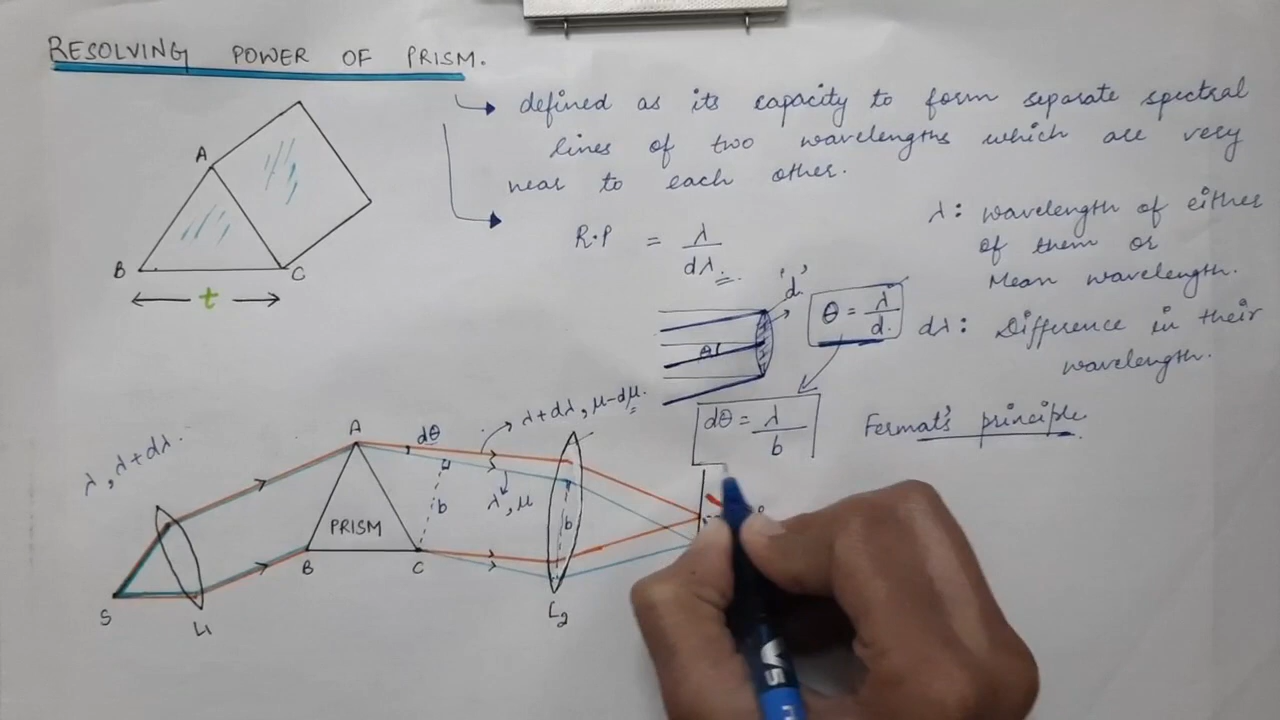 RESOLVING POWER OF PRISM.
defined as its capacity to form separate spectral
lines of two wavelengths which are very
near to each other.
R.P = λ/dλ
λ: wavelength of either
of them or
Mean wavelength.
dλ: Difference in their
wavelength.
A
B
C
t
'd'
θ
θ = λ/d.
dθ = λ/b
Fermat's principle
λ, λ+dλ.
A
dθ
λ+dλ, μ-dμ.
λ, μ
b
b
PRISM
B
C
S
L1
L2
Vs